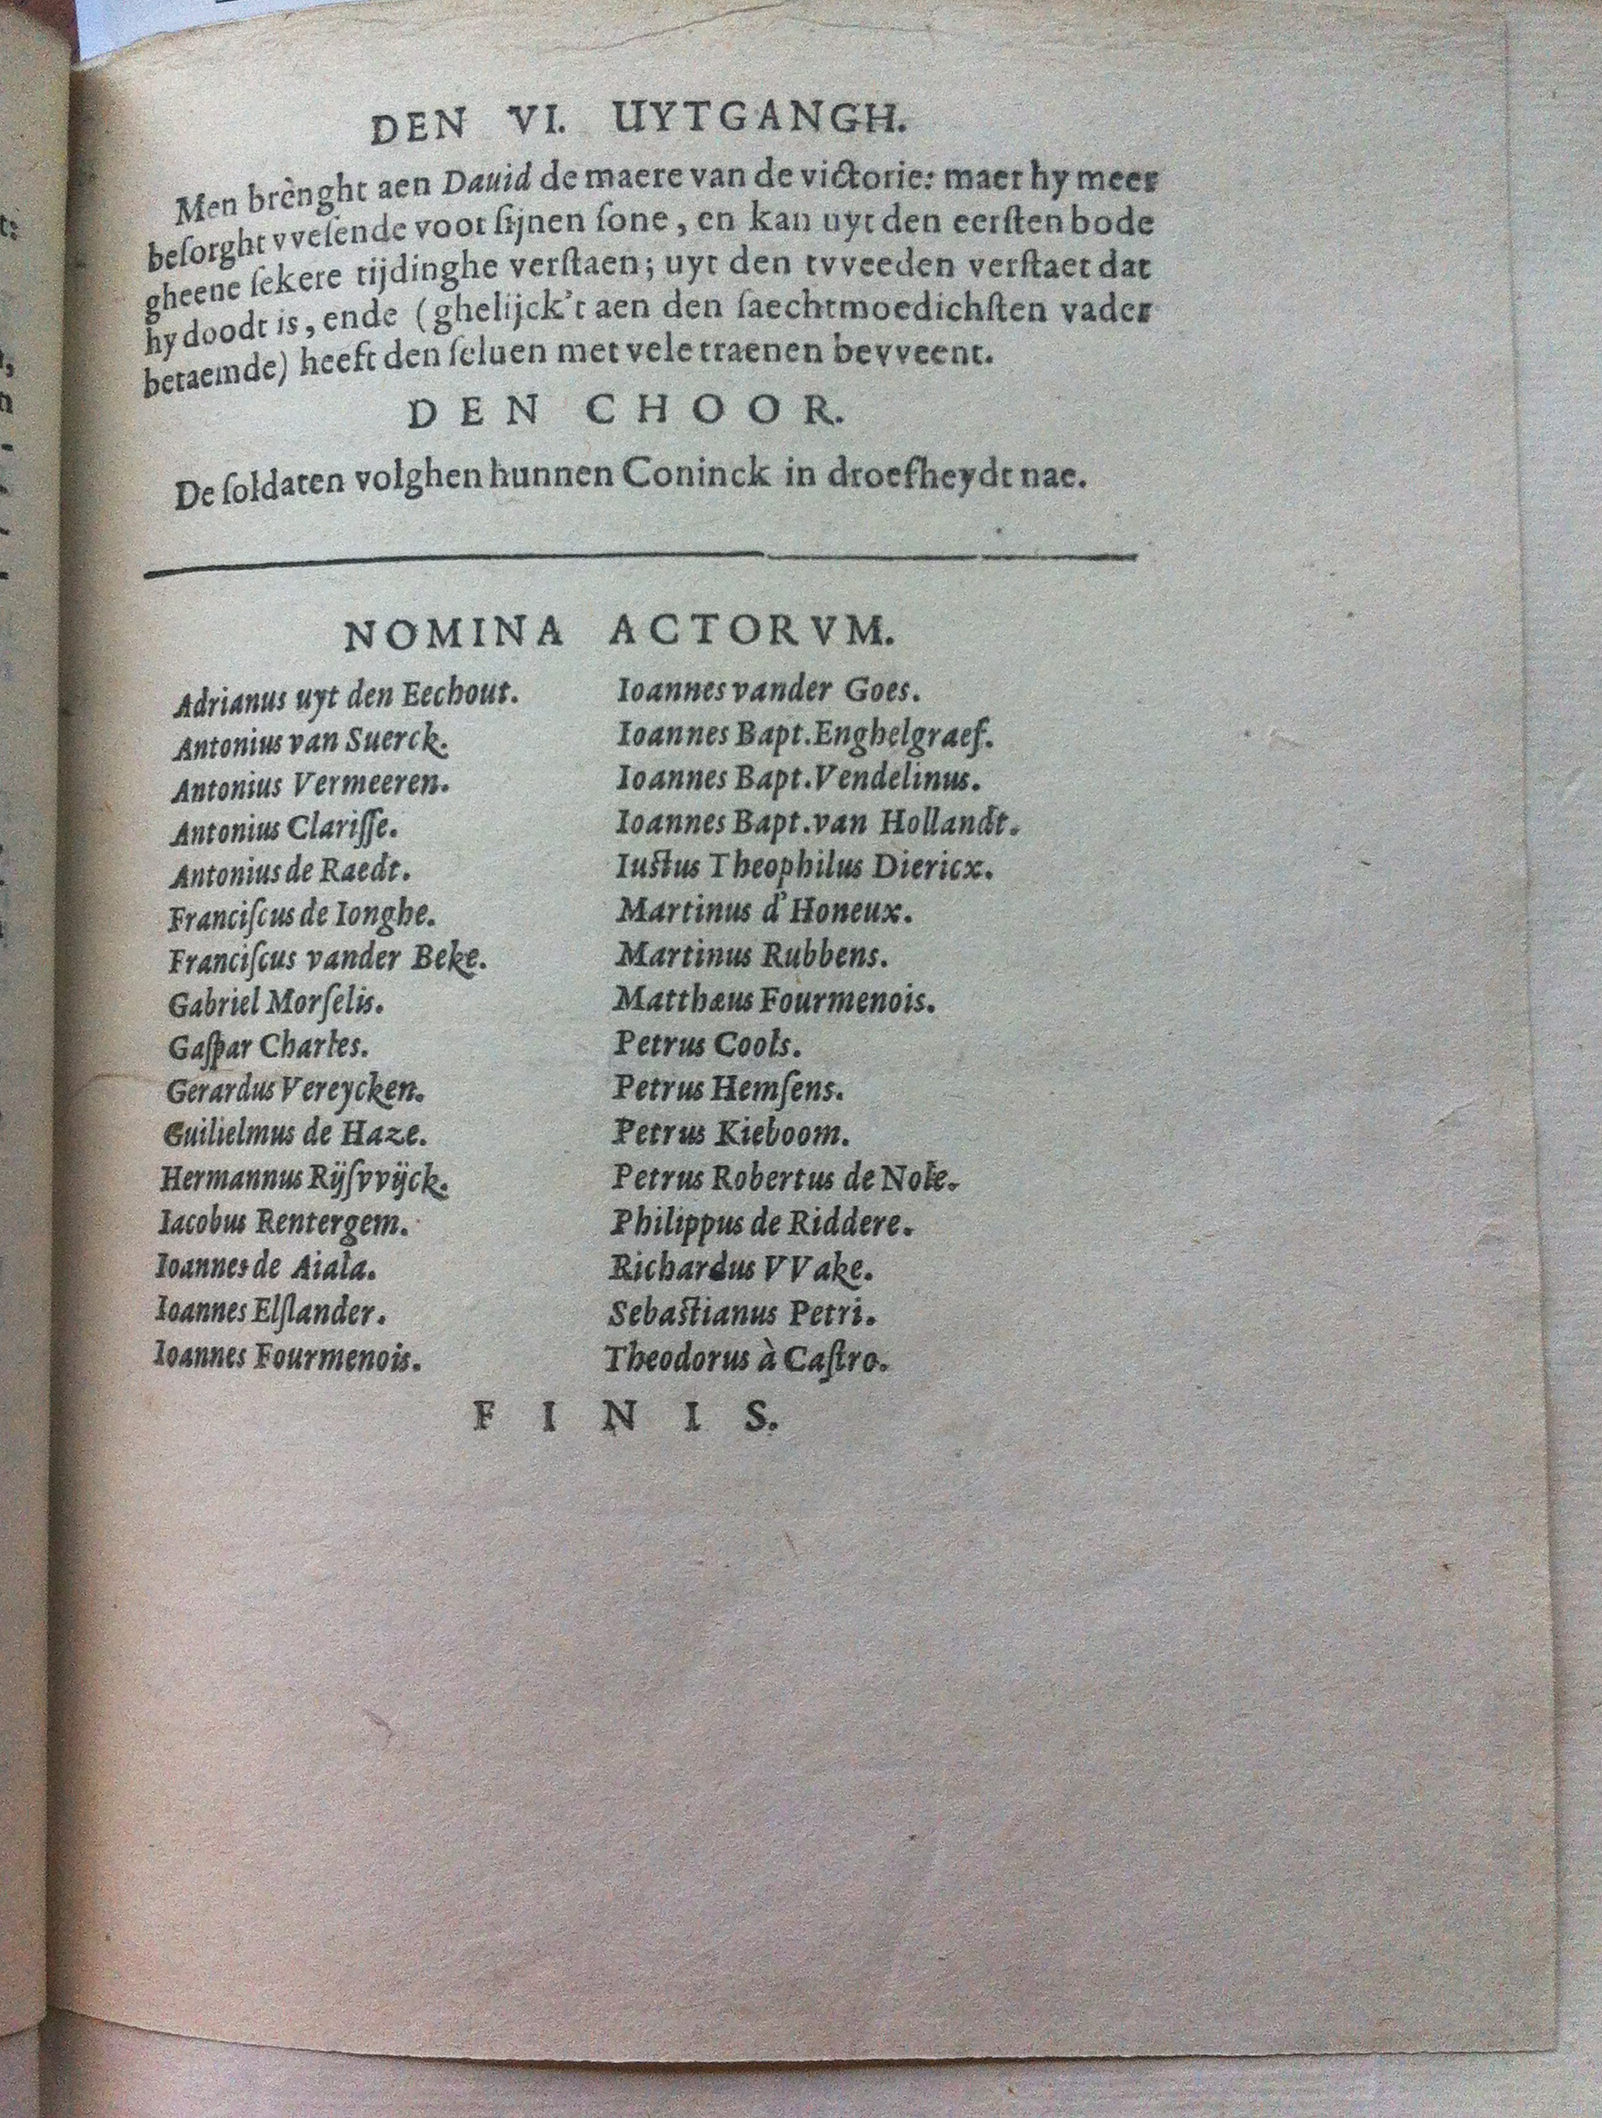 DEN VI. UYTGANGH.
Men brènght aen Dauid de maere van de victorie: maer hy meer
beſorght vveſende voor ſijnen ſone, en kan uyt den eerſten bode
gheene ſekere tijdinghe verſtaen; uyt den tvveeden verſtaet dat
hy doodt is, ende (ghelijck't aen den ſaechtmoedichſten vader
betaemde) heeft den ſeluen met vele traenen bevveent.
DEN CHOOR.
De ſoldaten volghen hunnen Coninck in droefheydt nae.
NOMINA ACTORVM.
Adrianus uyt den Eechout.
Antonius van Suerck.
Antonius Vermeeren.
Antonius Clariſſe.
Antonius de Raedt.
Franciſcus de Ionghe.
Franciſcus vander Beke.
Gabriel Morſelis.
Gaſpar Charles.
Gerardus Vereycken.
Guilielmus de Haze.
Hermannus Rijſvvijck.
Iacobus Rentergem.
Ioannes de Aiala.
Ioannes Elſlander.
Ioannes Fourmenois.
Ioannes vander Goes.
Ioannes Bapt. Enghelgraef.
Ioannes Bapt. Vendelinus.
Ioannes Bapt. van Hollandt.
Iuſtus Theophilus Diericx.
Martinus d'Honeux.
Martinus Rubbens.
Matthæus Fourmenois.
Petrus Cools.
Petrus Hemſens.
Petrus Kieboom.
Petrus Robertus de Nole.
Philippus de Riddere.
Richardus VVake.
Sebaſtianus Petri.
Theodorus à Caſtro.
FINIS.